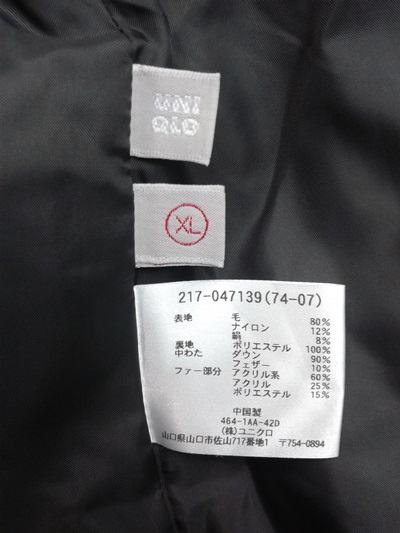 UNI
QLO
XL
217-047139(74-07)
表地 毛 80%
ナイロン 12%
絹 8%
裏地 ポリエステル 100%
中わた ダウン 90%
フェザー 10%
ファー部分 アクリル系 60%
アクリル 25%
ポリエステル 15%
中国製
464-1AA-42D
(株)ユニクロ
山口県山口市佐山717番地1 〒754-0894